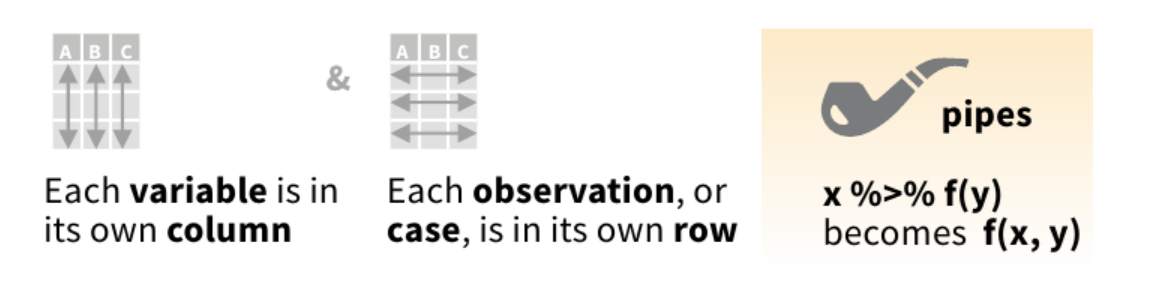 A B C
Each variable is in
its own column
&
A B C
Each observation, or
case, is in its own row
pipes
x %>% f(y)
becomes f(x, y)